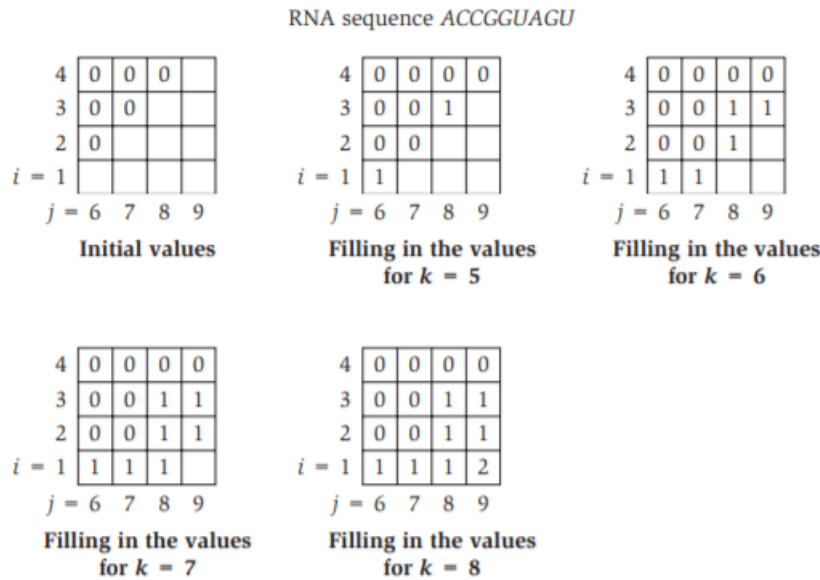 RNA sequence ACCGGUAGU
4 0 0 0
3 0 0
2 0
i = 1
j = 6 7 8 9
Initial values
4 0 0 0 0
3 0 0 1
2 0 0
i = 1 1
j = 6 7 8 9
Filling in the values
for k = 5
4 0 0 0 0
3 0 0 1 1
2 0 0 1
i = 1 1 1
j = 6 7 8 9
Filling in the values
for k = 6
4 0 0 0 0
3 0 0 1 1
2 0 0 1 1
i = 1 1 1 1
j = 6 7 8 9
Filling in the values
for k = 7
4 0 0 0 0
3 0 0 1 1
2 0 0 1 1
i = 1 1 1 1 2
j = 6 7 8 9
Filling in the values
for k = 8